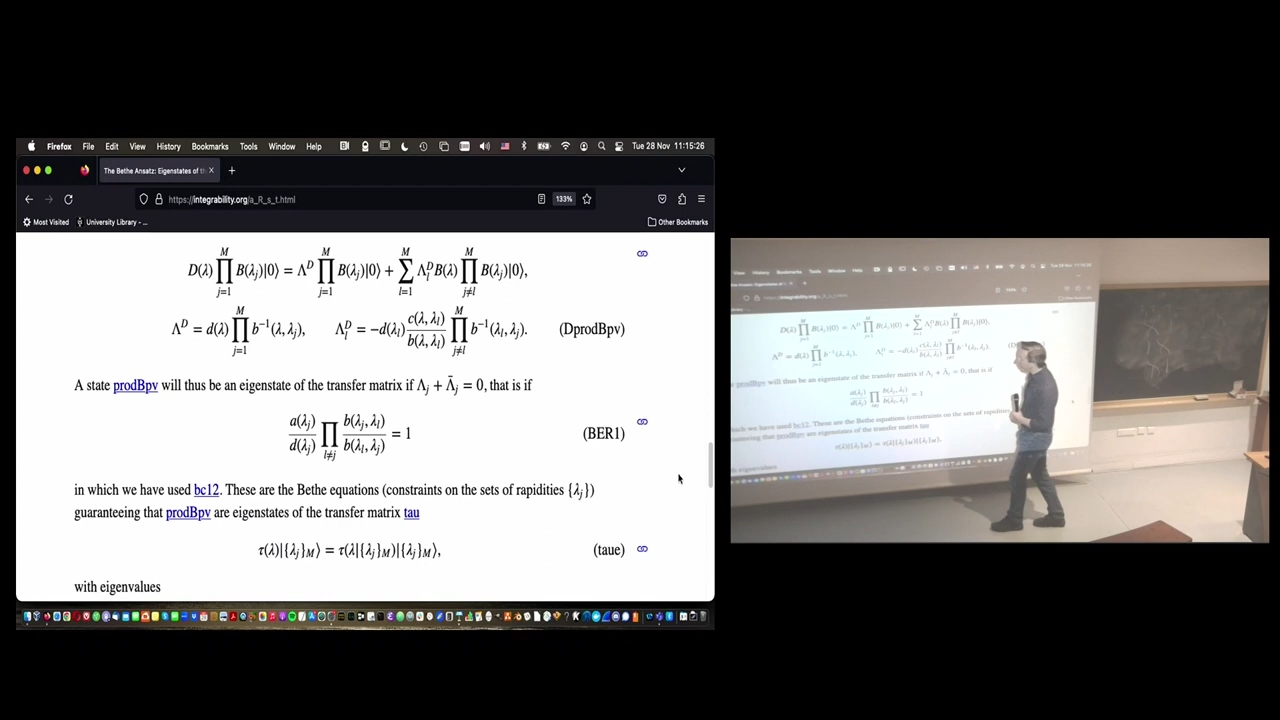 Firefox File Edit View History Bookmarks Tools Window Help Tue 28 Nov 11:15:26
The Bethe Ansatz: Eigenstates of th
https://integrability.org/a_R_s_t.html 133%
Most Visited University Library - ... Other Bookmarks
D(λ) ∏_{j=1}^{M} B(λ_j)|0⟩ = Λ^D ∏_{j=1}^{M} B(λ_j)|0⟩ + ∑_{l=1}^{M} Λ_l^D B(λ) ∏_{j≠l}^{M} B(λ_j)|0⟩,
Λ^D = d(λ) ∏_{j=1}^{M} b^{-1}(λ, λ_j), Λ_l^D = -d(λ_l) c(λ, λ_l)/b(λ, λ_l) ∏_{j≠l}^{M} b^{-1}(λ_l, λ_j). (DprodBpv)
A state prodBpv will thus be an eigenstate of the transfer matrix if Λ_j + Λ̄_j = 0, that is if
a(λ_j)/d(λ_j) ∏_{l≠j} b(λ_j, λ_l)/b(λ_l, λ_j) = 1 (BER1)
in which we have used bc12. These are the Bethe equations (constraints on the sets of rapidities {λ_j})
guaranteeing that prodBpv are eigenstates of the transfer matrix tau
τ(λ)|{λ_j}_M⟩ = τ(λ|{λ_j}_M)|{λ_j}_M⟩, (taue)
with eigenvalues